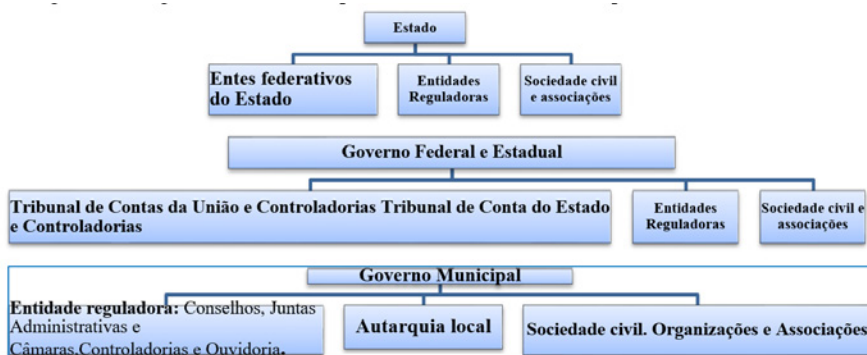 Estado
Entes federativos
do Estado
Entidades
Reguladoras
Sociedade civil
e associações
Governo Federal e Estadual
Tribunal de Contas da União e Controladorias Tribunal de Conta do Estado
e Controladorias
Entidades
Reguladoras
Sociedade civil e
associações
Governo Municipal
Entidade reguladora: Conselhos, Juntas
Administrativas e
Câmaras,Controladorias e Ouvidoria.
Autarquia local
Sociedade civil. Organizações e Associações